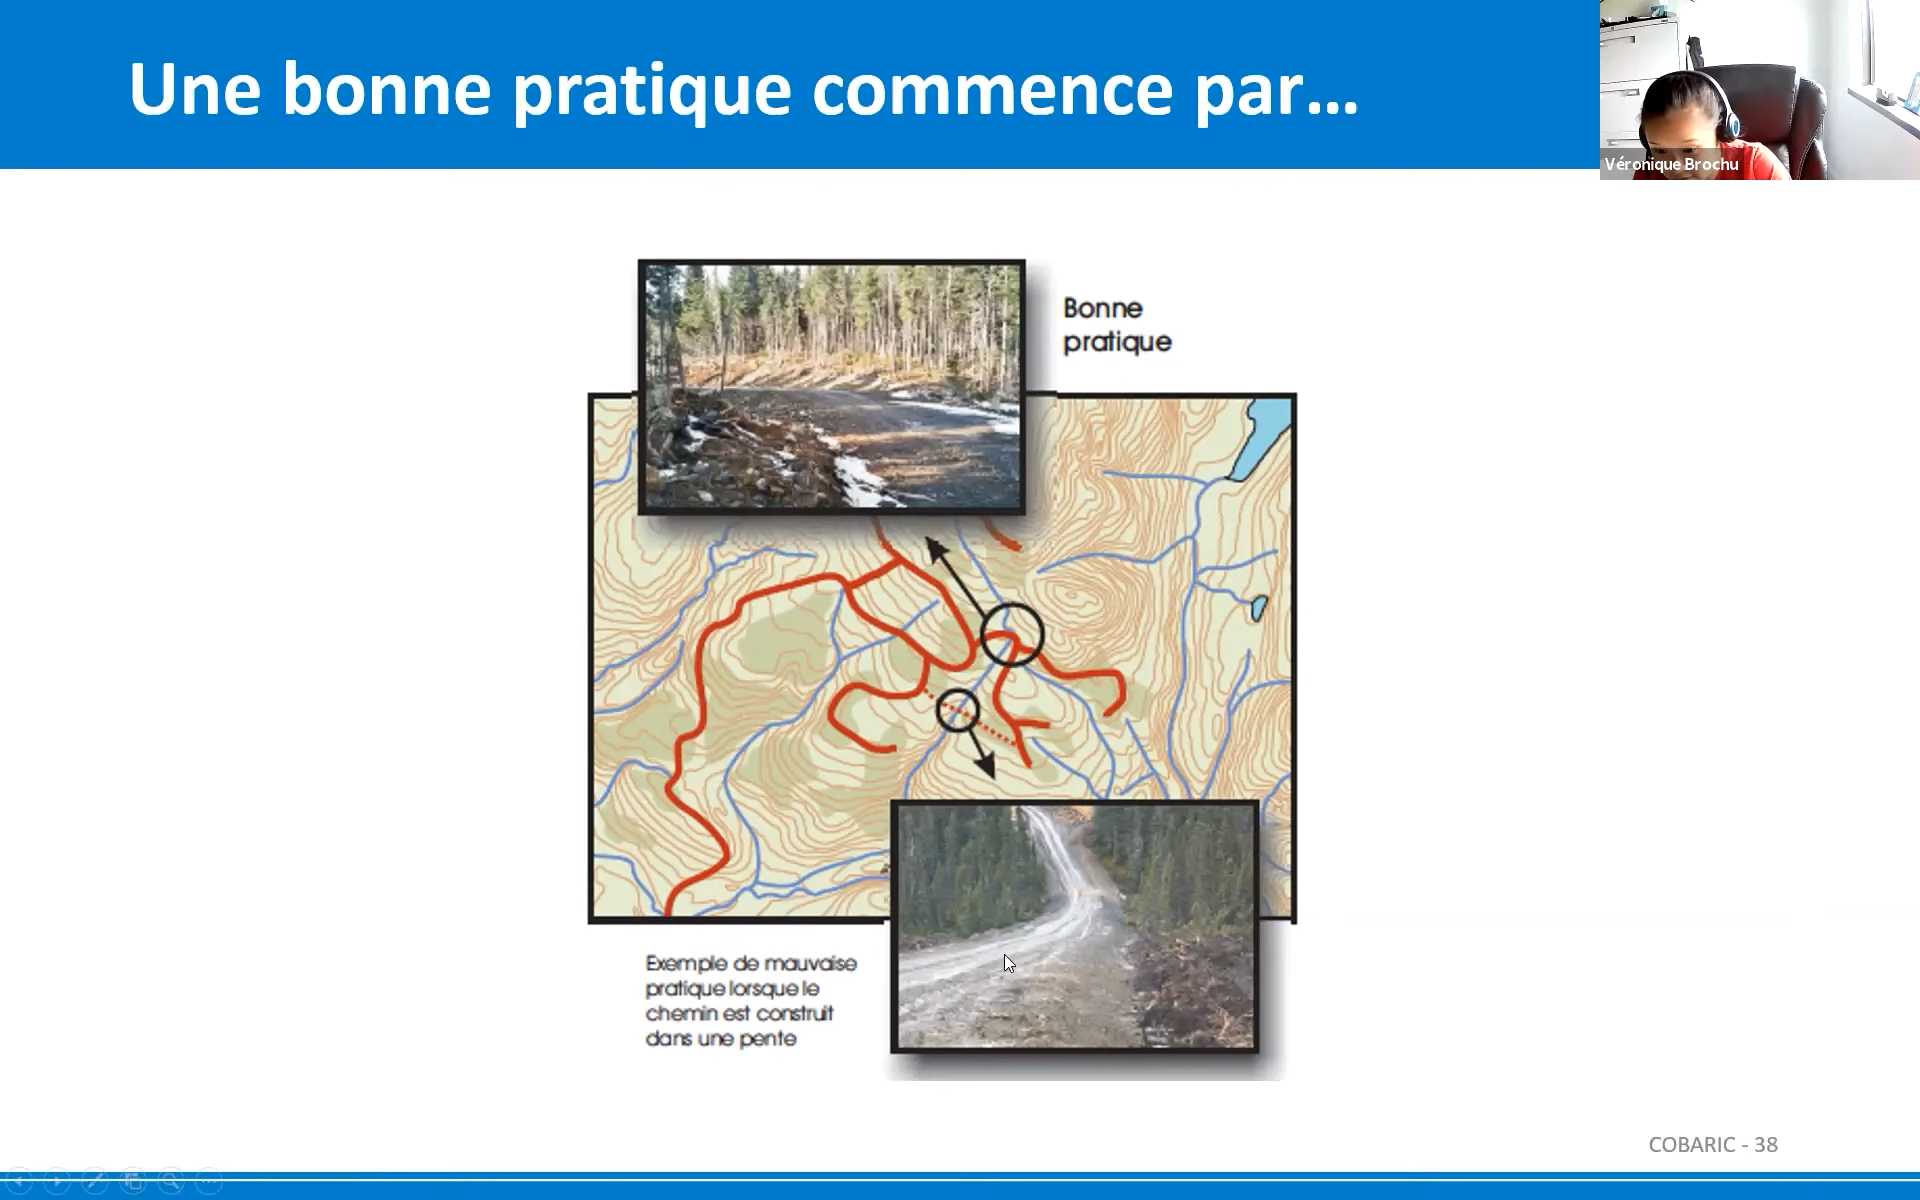 Une bonne pratique commence par...
Véronique Brochu
Bonne
pratique
Exemple de mauvaise
pratique lorsque le
chemin est construit
dans une pente
COBARIC - 38